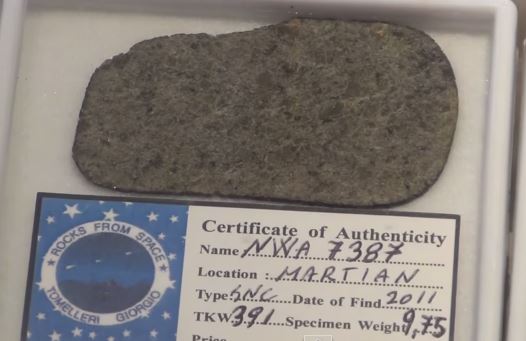 ROCKS FROM SPACE
TOMELLERI GIORGIO
Certificate of Authenticity
Name NWA 7387
Location : MARTIAN
Type SNC Date of Find 2011
TKW 391 Specimen Weight 9,75
Price